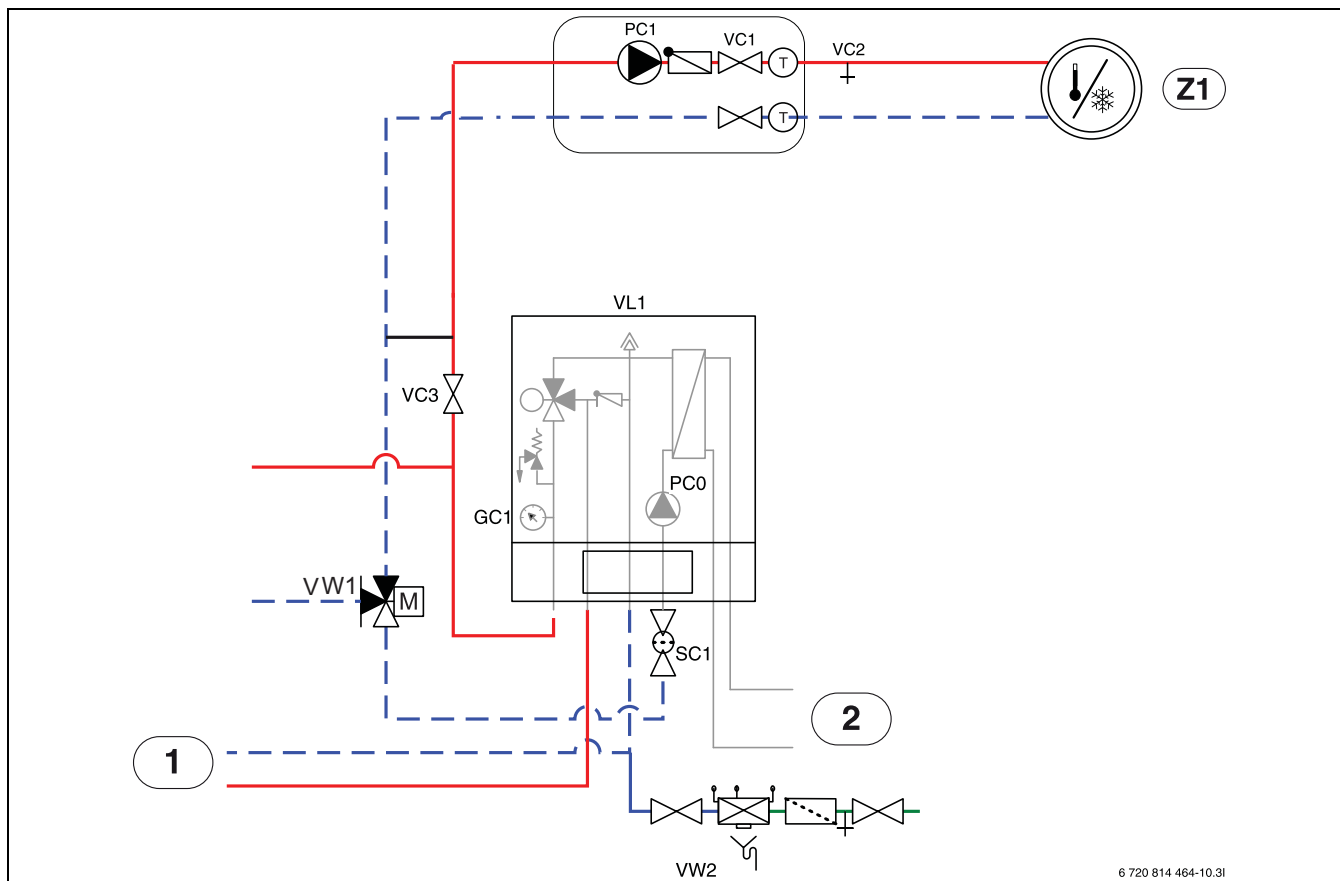 PC1
VC1
VC2
T
Z1
T
VL1
VC3
PC0
GC1
VW1
M
SC1
2
1
VW2
6 720 814 464-10.3I